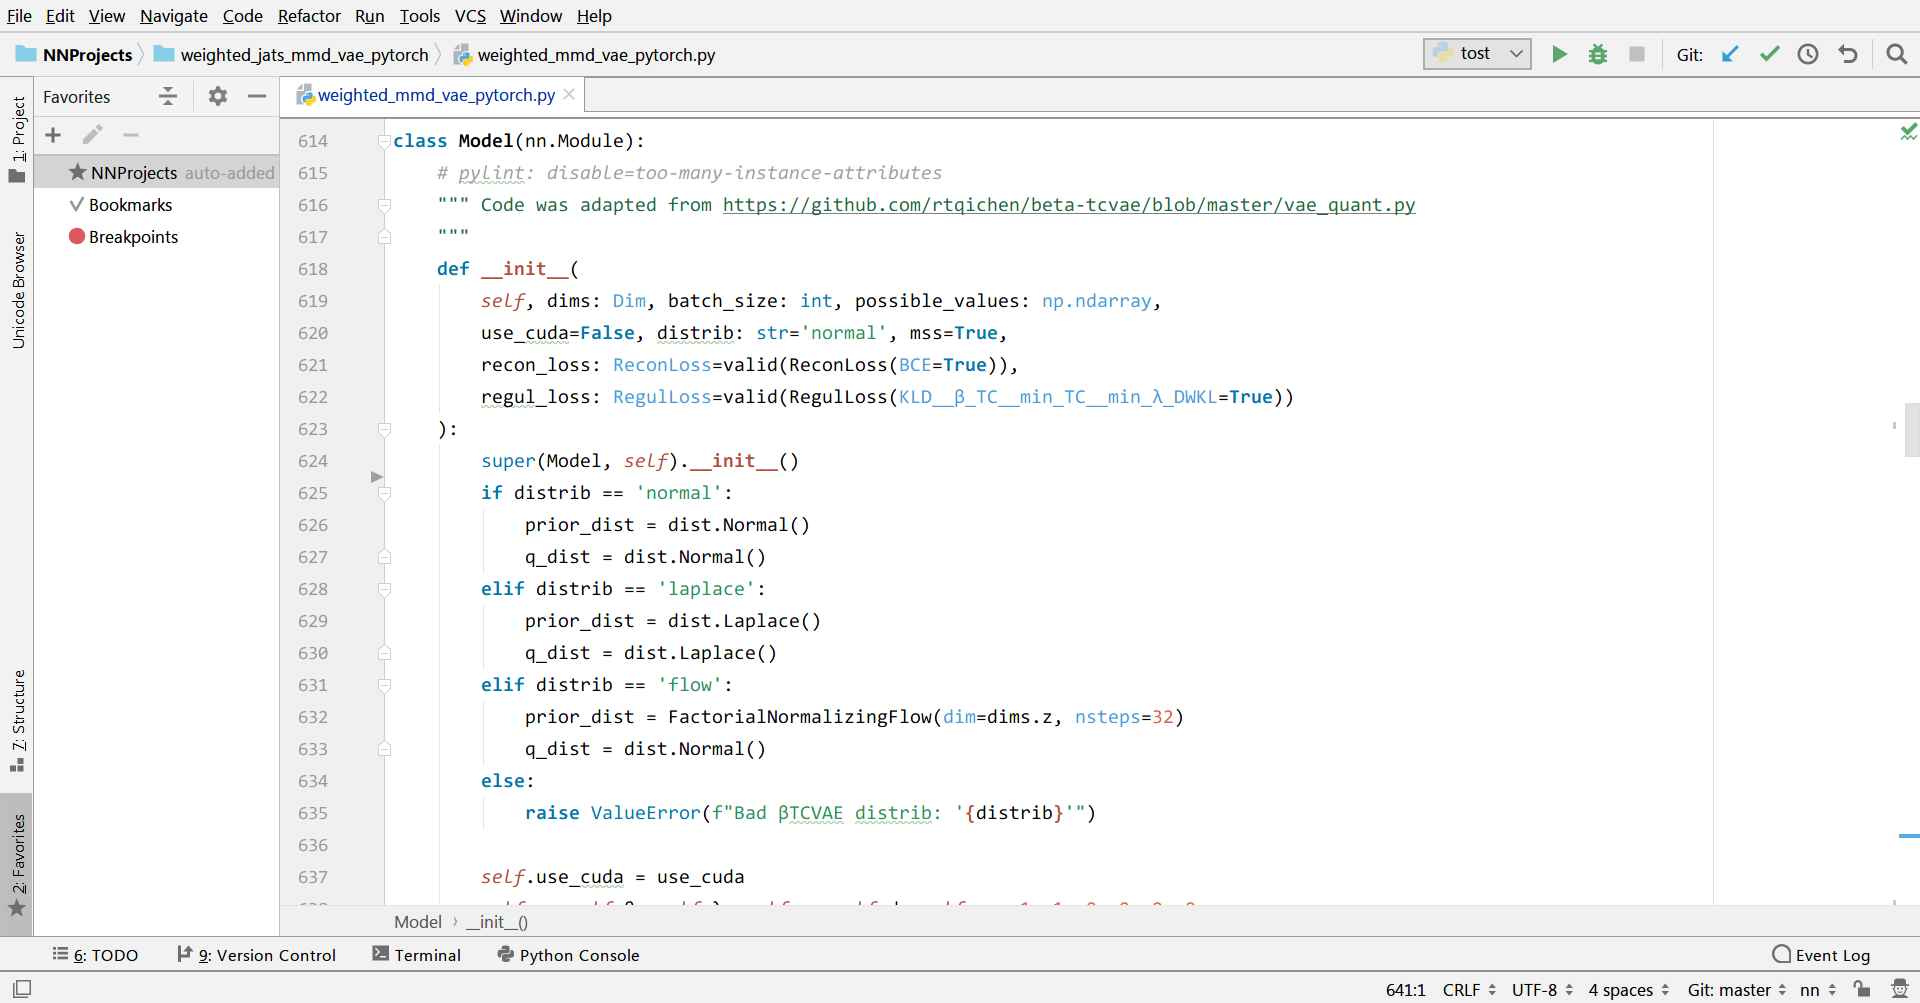 File Edit View Navigate Code Refactor Run Tools VCS Window Help
NNProjects weighted_jats_mmd_vae_pytorch weighted_mmd_vae_pytorch.py tost Git:
Favorites
weighted_mmd_vae_pytorch.py
NNProjects auto-added
Bookmarks
Breakpoints
1: Project
Unicode Browser
7: Structure
2: Favorites
614 class Model(nn.Module):
615 # pylint: disable=too-many-instance-attributes
616 """ Code was adapted from https://github.com/rtqichen/beta-tcvae/blob/master/vae_quant.py
617 """
618 def __init__(
619 self, dims: Dim, batch_size: int, possible_values: np.ndarray,
620 use_cuda=False, distrib: str='normal', mss=True,
621 recon_loss: ReconLoss=valid(ReconLoss(BCE=True)),
622 regul_loss: RegulLoss=valid(RegulLoss(KLD__β_TC__min_TC__min_λ_DWKL=True))
623 ):
624 super(Model, self).__init__()
625 if distrib == 'normal':
626 prior_dist = dist.Normal()
627 q_dist = dist.Normal()
628 elif distrib == 'laplace':
629 prior_dist = dist.Laplace()
630 q_dist = dist.Laplace()
631 elif distrib == 'flow':
632 prior_dist = FactorialNormalizingFlow(dim=dims.z, nsteps=32)
633 q_dist = dist.Normal()
634 else:
635 raise ValueError(f"Bad βTCVAE distrib: '{distrib}'")
636
637 self.use_cuda = use_cuda
Model › __init__()
6: TODO 9: Version Control Terminal Python Console Event Log
641:1 CRLF UTF-8 4 spaces Git: master nn